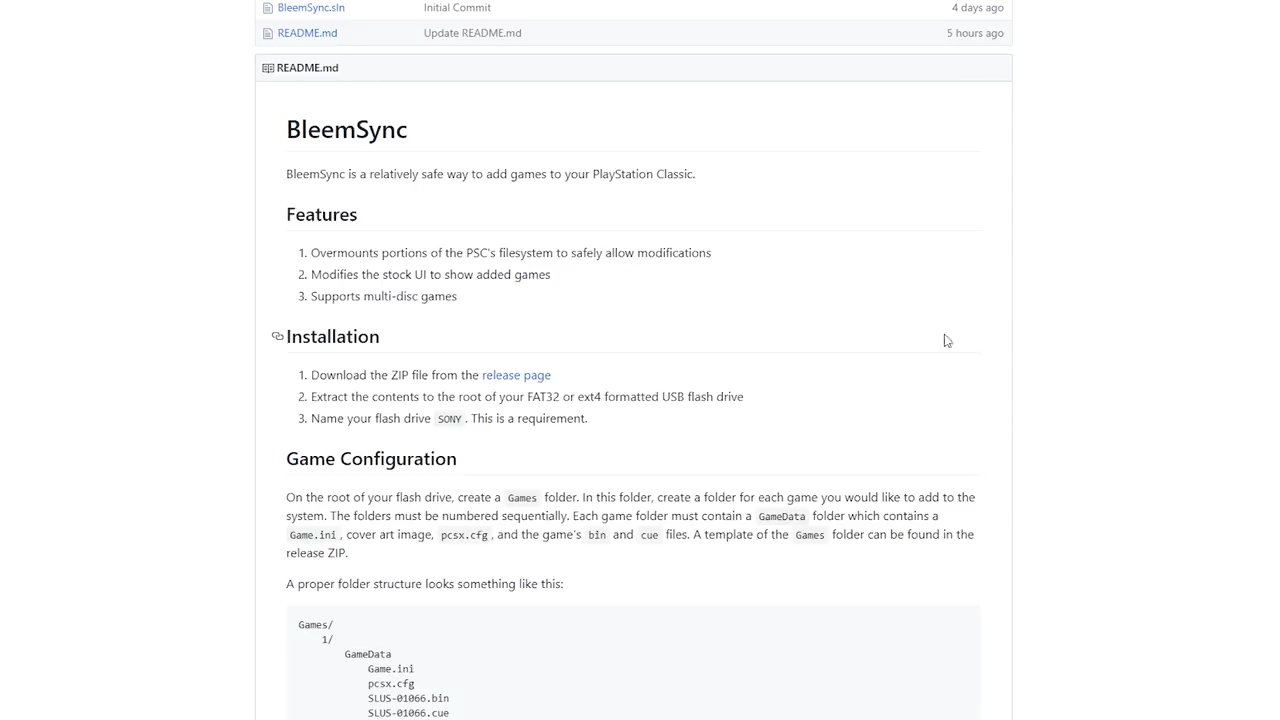 BleemSync.sln Initial Commit 4 days ago
README.md Update README.md 5 hours ago
README.md
BleemSync
BleemSync is a relatively safe way to add games to your PlayStation Classic.
Features
1. Overmounts portions of the PSC's filesystem to safely allow modifications
2. Modifies the stock UI to show added games
3. Supports multi-disc games
Installation
1. Download the ZIP file from the release page
2. Extract the contents to the root of your FAT32 or ext4 formatted USB flash drive
3. Name your flash drive SONY. This is a requirement.
Game Configuration
On the root of your flash drive, create a Games folder. In this folder, create a folder for each game you would like to add to the
system. The folders must be numbered sequentially. Each game folder must contain a GameData folder which contains a
Game.ini, cover art image, pcsx.cfg, and the game's bin and cue files. A template of the Games folder can be found in the
release ZIP.
A proper folder structure looks something like this:
Games/
1/
GameData
Game.ini
pcsx.cfg
SLUS-01066.bin
SLUS-01066.cue